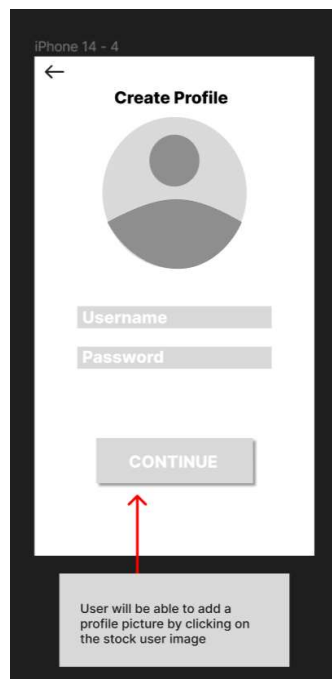 iPhone 14 - 4
Create Profile
Username
Password
CONTINUE
User will be able to add a
profile picture by clicking on
the stock user image